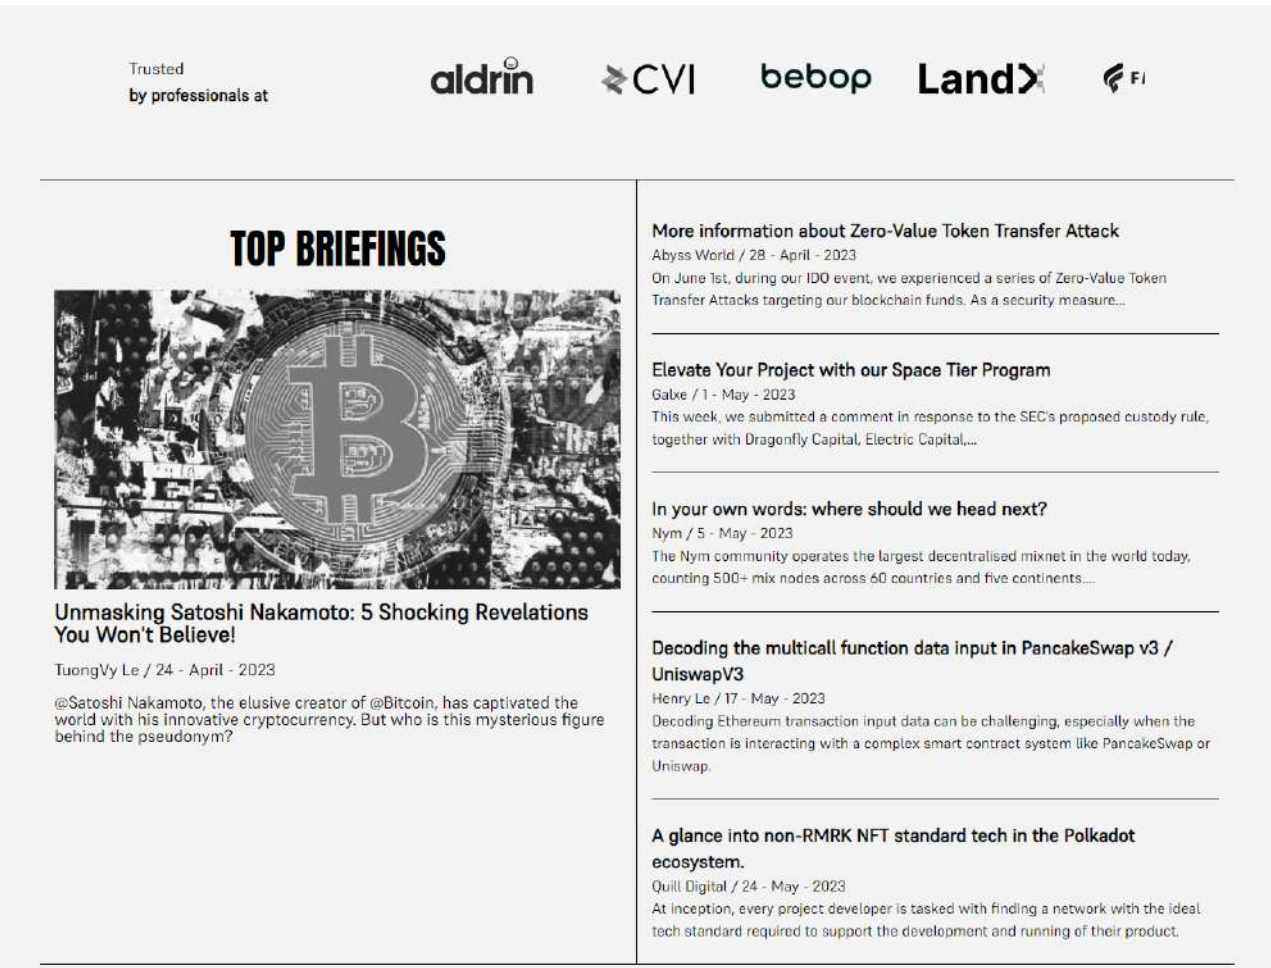 Trusted
by professionals at
aldrin
CVI
bebop
LandX
TOP BRIEFINGS
Unmasking Satoshi Nakamoto: 5 Shocking Revelations
You Won't Believe!
TuongVy Le / 24 - April - 2023
@Satoshi Nakamoto, the elusive creator of @Bitcoin, has captivated the
world with his innovative cryptocurrency. But who is this mysterious figure
behind the pseudonym?
More information about Zero-Value Token Transfer Attack
Abyss World / 28 - April - 2023
On June 1st, during our IDO event, we experienced a series of Zero-Value Token
Transfer Attacks targeting our blockchain funds. As a security measure...
Elevate Your Project with our Space Tier Program
Galxe / 1 - May - 2023
This week, we submitted a comment in response to the SEC's proposed custody rule,
together with Dragonfly Capital, Electric Capital,...
In your own words: where should we head next?
Nym / 5 - May - 2023
The Nym community operates the largest decentralised mixnet in the world today,
counting 500+ mix nodes across 60 countries and five continents....
Decoding the multicall function data input in PancakeSwap v3 /
UniswapV3
Henry Le / 17 - May - 2023
Decoding Ethereum transaction input data can be challenging, especially when the
transaction is interacting with a complex smart contract system like PancakeSwap or
Uniswap.
A glance into non-RMRK NFT standard tech in the Polkadot
ecosystem.
Quill Digital / 24 - May - 2023
At inception, every project developer is tasked with finding a network with the ideal
tech standard required to support the development and running of their product.